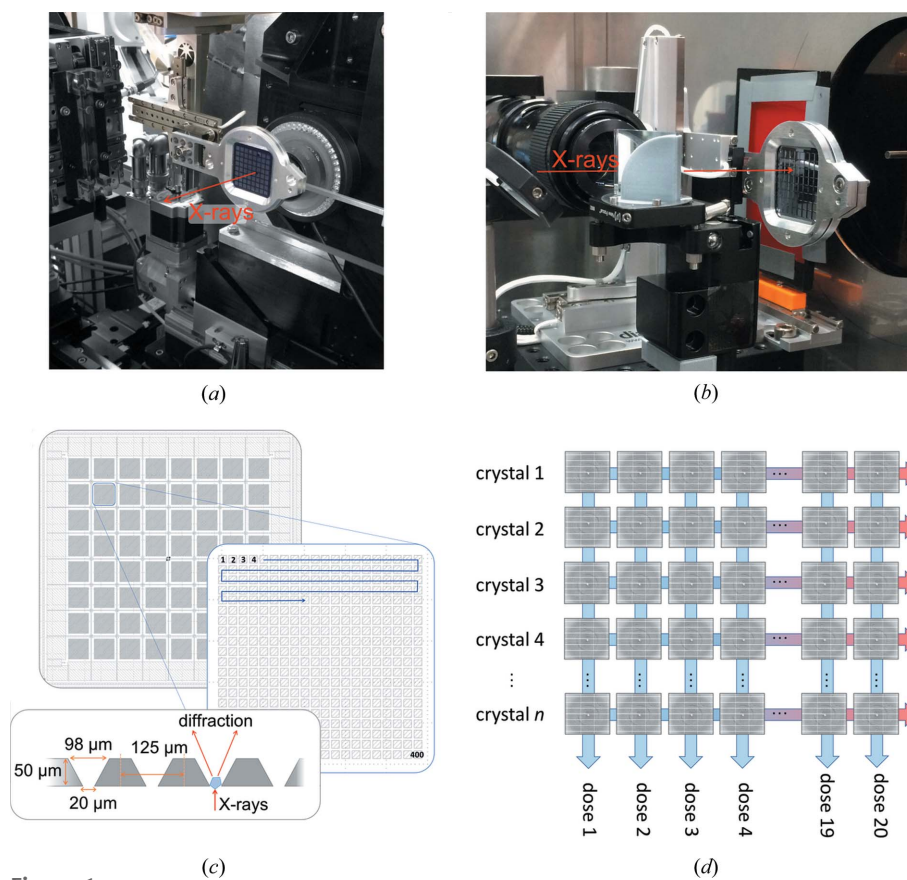 X-rays
X-rays
(a)
(b)
1 2 3 4
400
diffraction
98 µm
125 µm
50 µm
20 µm
X-rays
(c)
crystal 1
crystal 2
crystal 3
crystal 4
⋮
crystal n
...
...
...
...
...
dose 1
dose 2
dose 3
dose 4
dose 19
dose 20
(d)